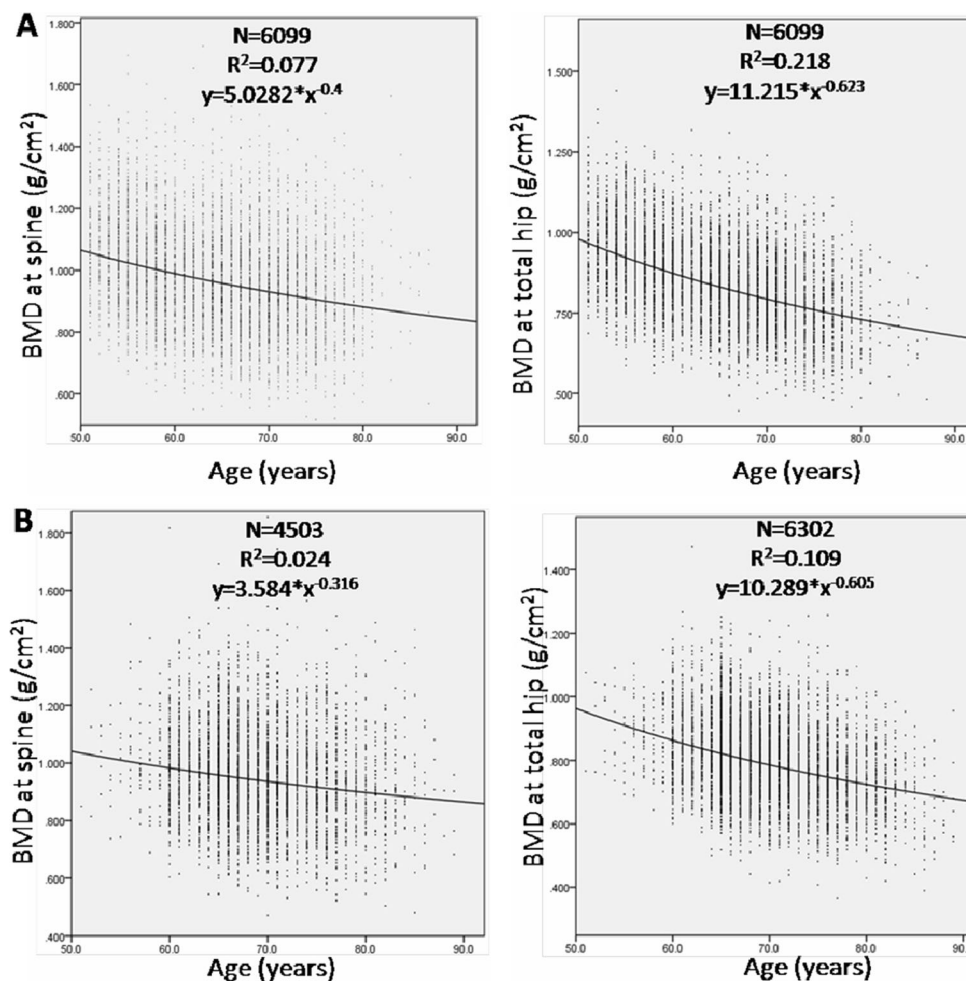 A
N=6099
R²=0.077
y=5.0282*x^-0.4
BMD at spine (g/cm²)
1.800
1.600
1.400
1.200
1.000
.800
.600
50.0 60.0 70.0 80.0 90.0
Age (years)
N=6099
R²=0.218
y=11.215*x^-0.623
BMD at total hip (g/cm²)
1.500
1.250
1.000
.750
.500
50.0 60.0 70.0 80.0 90.0
Age (years)
B
N=4503
R²=0.024
y=3.584*x^-0.316
BMD at spine (g/cm²)
1.800
1.600
1.400
1.200
1.000
.800
.600
.400
50.0 60.0 70.0 80.0 90.0
Age (years)
N=6302
R²=0.109
y=10.289*x^-0.605
BMD at total hip (g/cm²)
1.400
1.200
1.000
.800
.600
.400
50.0 60.0 70.0 80.0 90.0
Age (years)